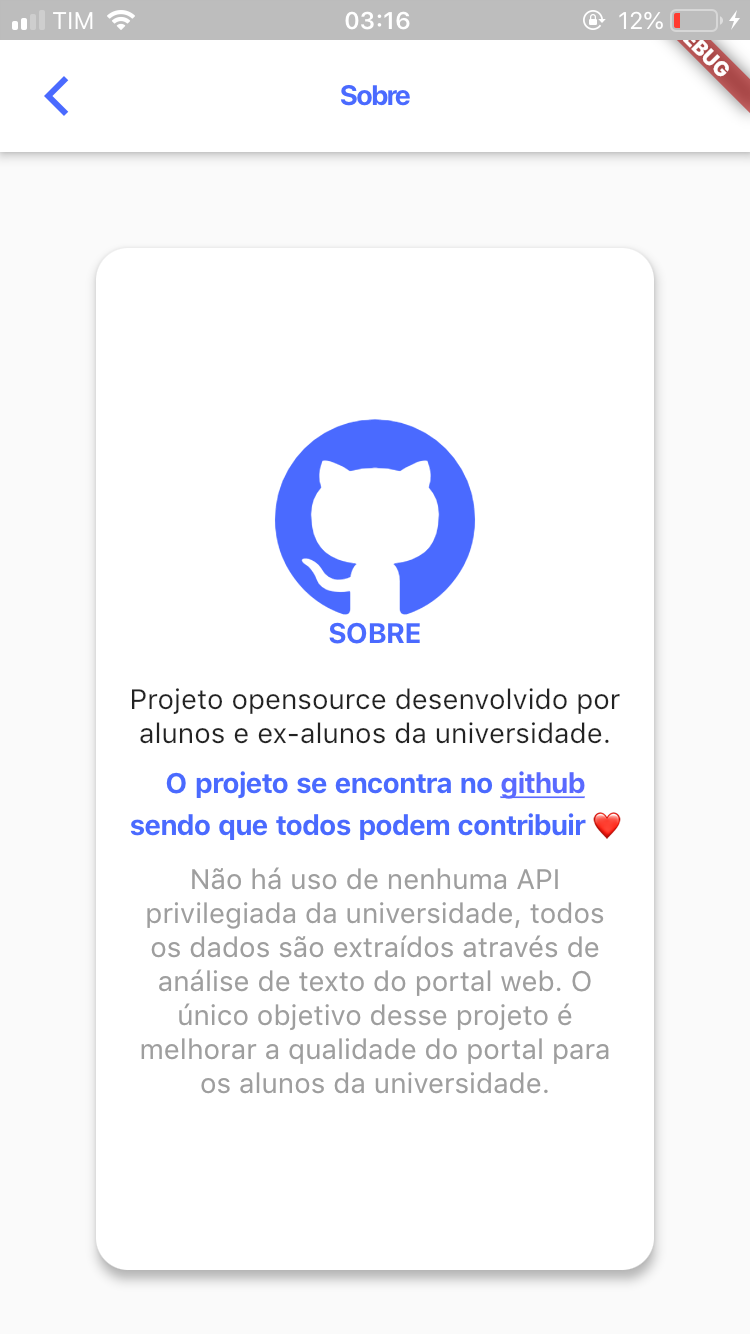 TIM 03:16 12%
Sobre
SOBRE
Projeto opensource desenvolvido por
alunos e ex-alunos da universidade.
O projeto se encontra no github
sendo que todos podem contribuir ❤️
Não há uso de nenhuma API
privilegiada da universidade, todos
os dados são extraídos através de
análise de texto do portal web. O
único objetivo desse projeto é
melhorar a qualidade do portal para
os alunos da universidade.